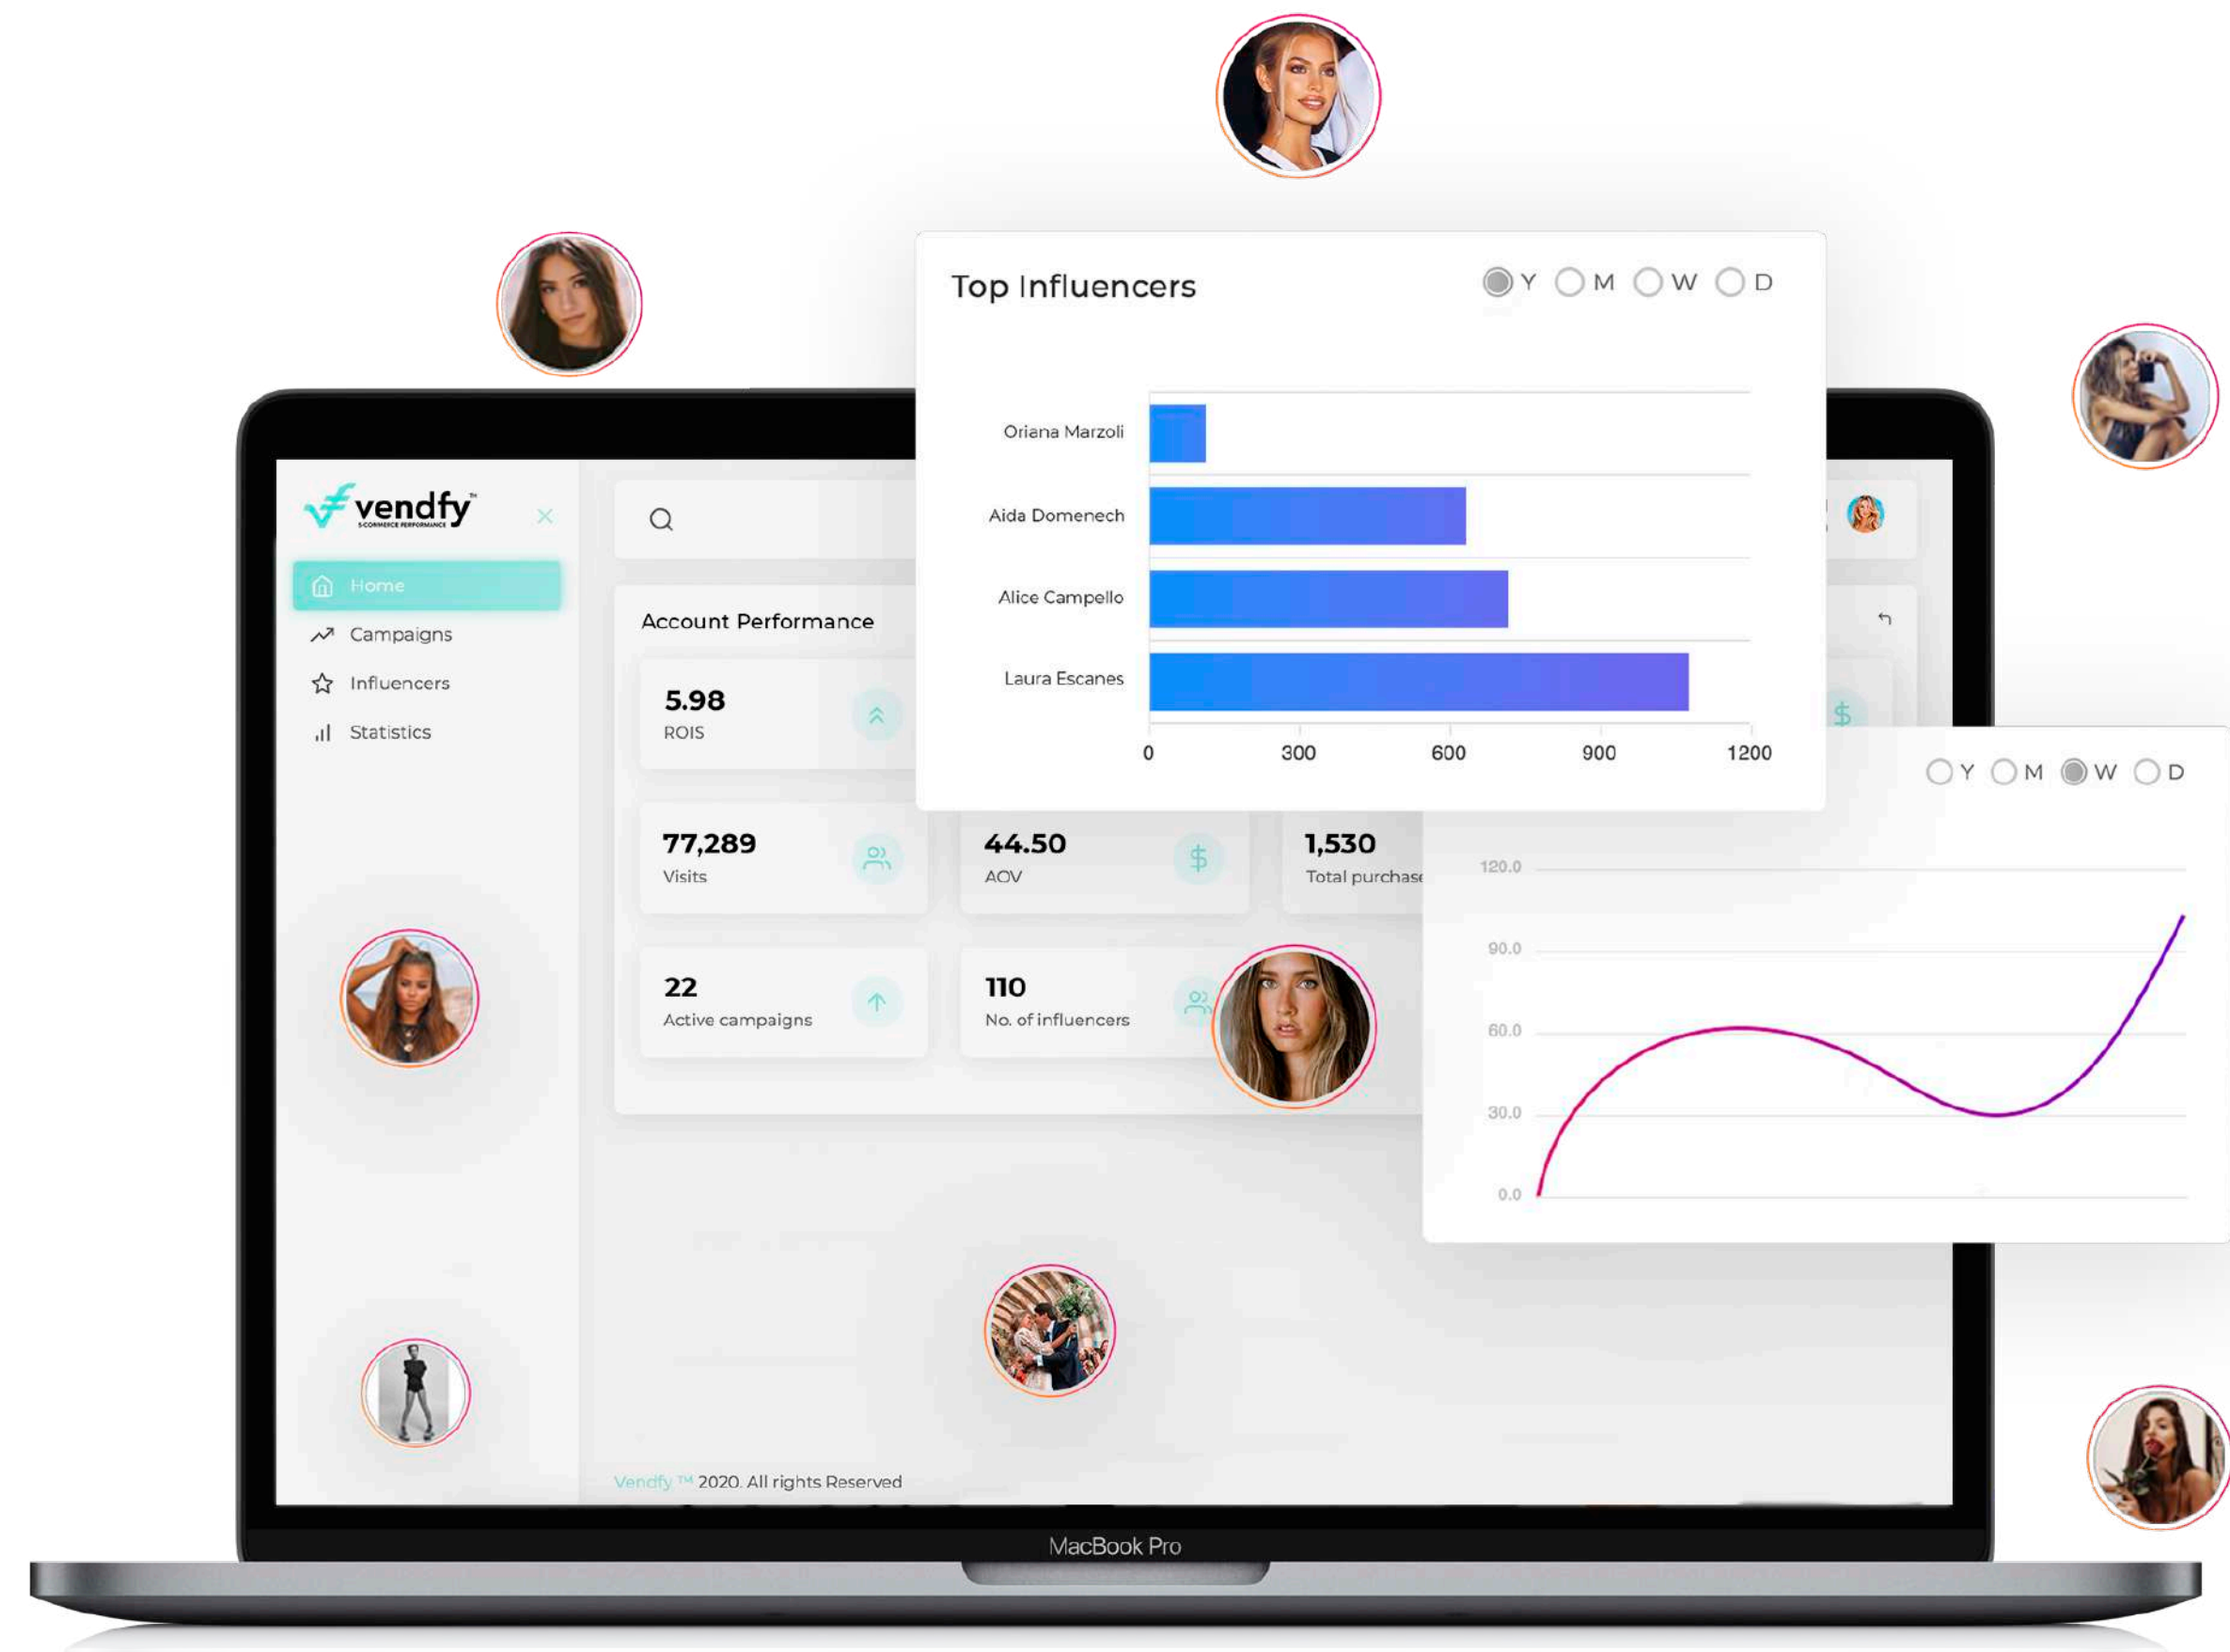 Top Influencers
Y M W D
Oriana Marzoli
Aida Domenech
Alice Campello
Laura Escanes
0 300 600 900 1200
vendfy™
E-COMMERCE PERFORMANCE
Home
Campaigns
Influencers
Statistics
Account Performance
5.98
ROIS
$
77,289
Visits
44.50
AOV
$
1,530
Total purchase
22
Active campaigns
110
No. of influencers
Y M W D
120.0
90.0
60.0
30.0
0.0
Vendfy ™ 2020. All rights Reserved
MacBook Pro